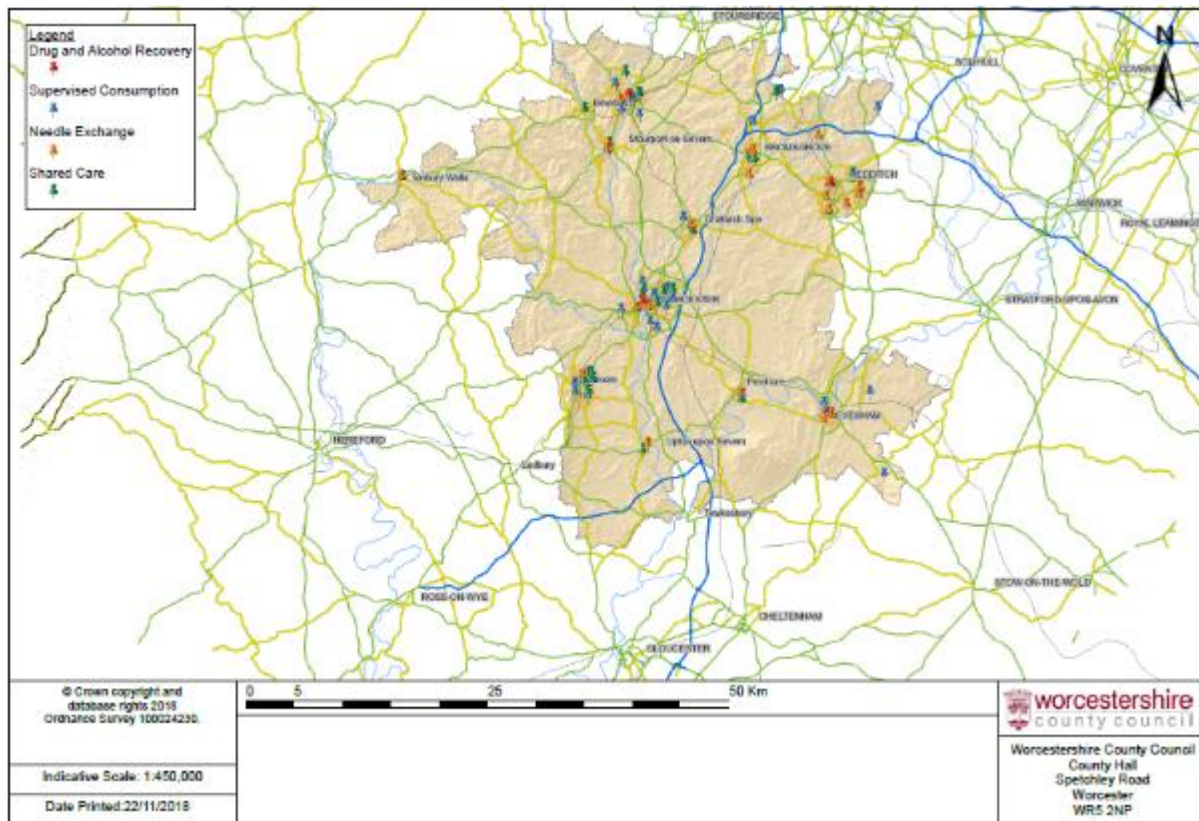 Legend
Drug and Alcohol Recovery
Supervised Consumption
Needle Exchange
Shared Care
N
STOURBRIDGE
SOLIHULL
COVENTRY
Stourport-on-Severn
BROMSGROVE
REDDITCH
Tenbury Wells
WARWICK
ROYAL LEAMINGTON
Droitwich Spa
STRATFORD-UPON-AVON
Pershore
EVESHAM
HEREFORD
Upton upon Severn
Ledbury
Tewkesbury
STOW-ON-THE-WOLD
ROSS-ON-WYE
CHELTENHAM
GLOUCESTER
© Crown copyright and
database rights 2018
Ordnance Survey 100024230.
Indicative Scale: 1:450,000
Date Printed:22/11/2018
0 5 25 50 Km
worcestershire
county council
Worcestershire County Council
County Hall
Spetchley Road
Worcester
WR5 2NP